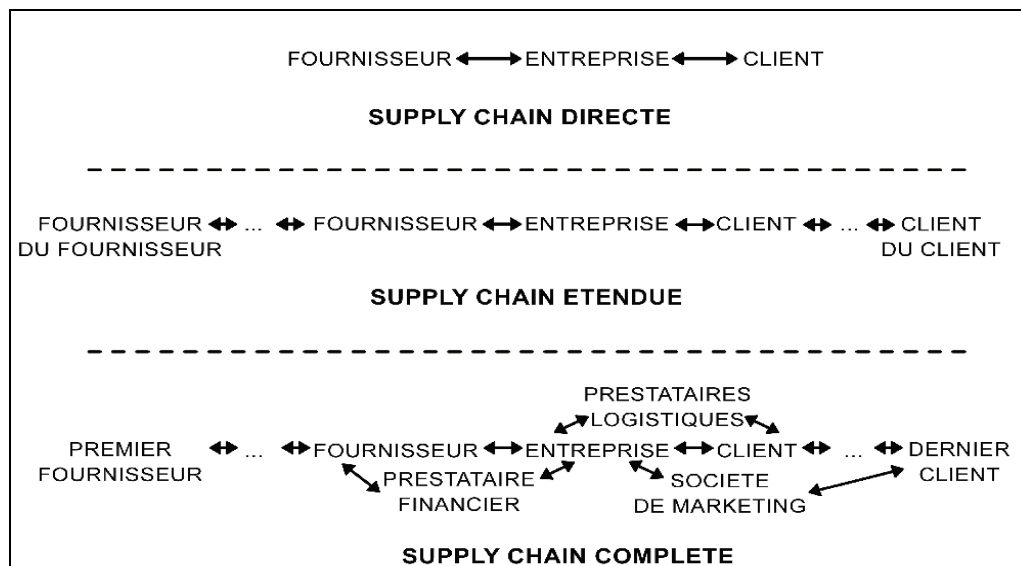 FOURNISSEUR ENTREPRISE CLIENT
SUPPLY CHAIN DIRECTE
FOURNISSEUR ... FOURNISSEUR ENTREPRISE CLIENT ... CLIENT
DU FOURNISSEUR DU CLIENT
SUPPLY CHAIN ETENDUE
PRESTATAIRES
LOGISTIQUES
PREMIER ... FOURNISSEUR ENTREPRISE CLIENT ... DERNIER
FOURNISSEUR CLIENT
PRESTATAIRE SOCIETE
FINANCIER DE MARKETING
SUPPLY CHAIN COMPLETE